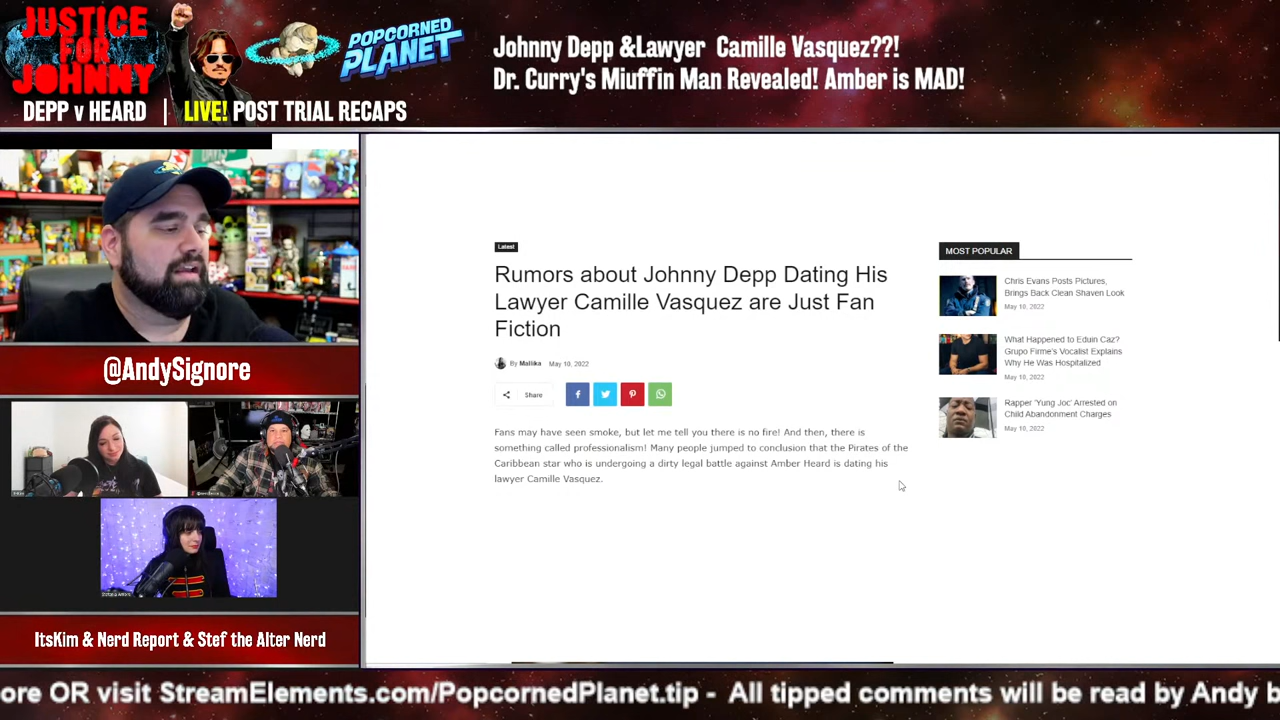 JUSTICE
FOR
JOHNNY
POPCORNED
PLANET
DEPP v HEARD | LIVE! POST TRIAL RECAPS
Johnny Depp &Lawyer Camille Vasquez??!
Dr. Curry's Miuffin Man Revealed! Amber is MAD!
@AndySignore
ItsKim & Nerd Report & Stef the Alter Nerd
Latest
Rumors about Johnny Depp Dating His
Lawyer Camille Vasquez are Just Fan
Fiction
By Mallika May 10, 2022
Share
Fans may have seen smoke, but let me tell you there is no fire! And then, there is
something called professionalism! Many people jumped to conclusion that the Pirates of the
Caribbean star who is undergoing a dirty legal battle against Amber Heard is dating his
lawyer Camille Vasquez.
MOST POPULAR
Chris Evans Posts Pictures,
Brings Back Clean Shaven Look
May 10, 2022
What Happened to Eduin Caz?
Grupo Firme's Vocalist Explains
Why He Was Hospitalized
May 10, 2022
Rapper 'Yung Joc' Arrested on
Child Abandonment Charges
May 10, 2022
ore OR visit StreamElements.com/PopcornedPlanet.tip - All tipped comments will be read by Andy b